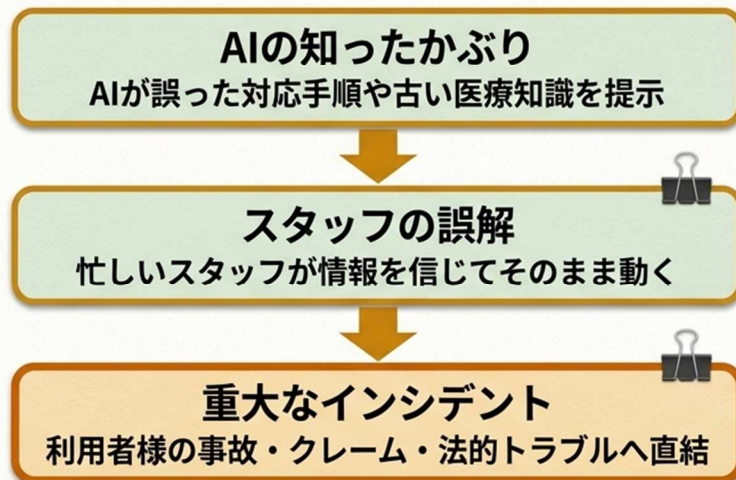 AIの知ったかぶり
AIが誤った対応手順や古い医療知識を提示
スタッフの誤解
忙しいスタッフが情報を信じてそのまま動く
重大なインシデント
利用者様の事故・クレーム・法的トラブルへ直結